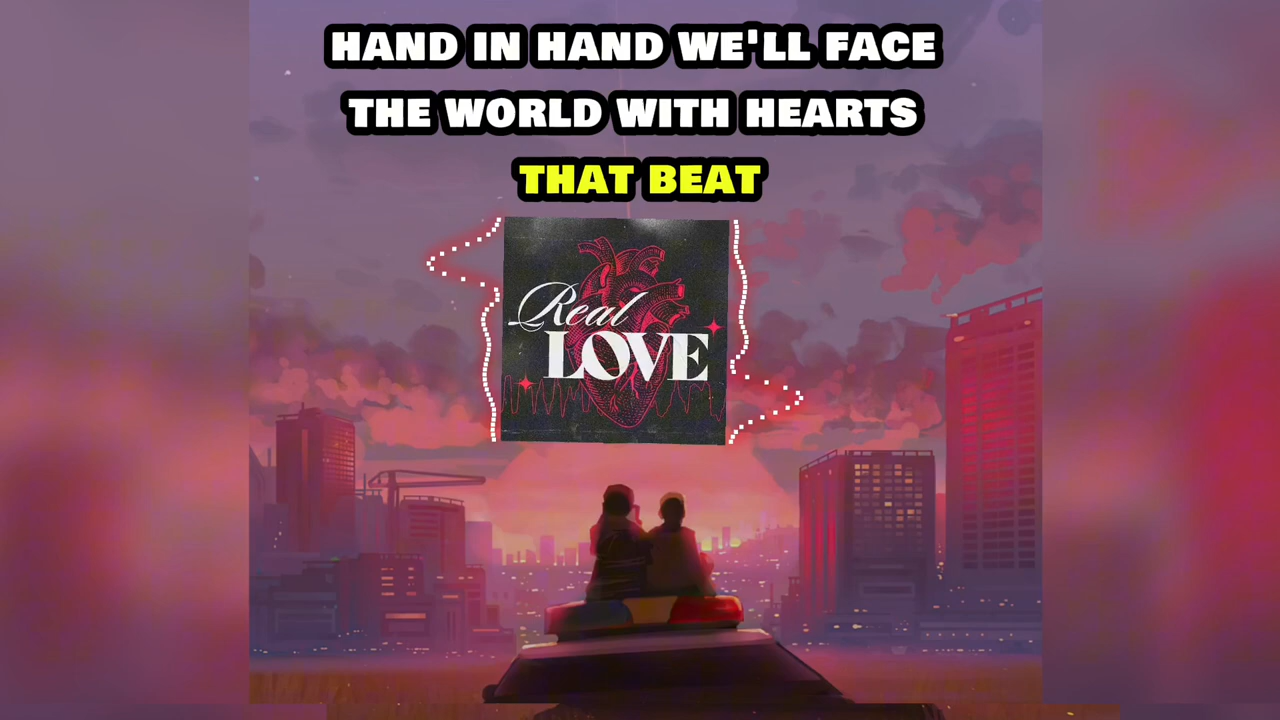 HAND IN HAND WE'LL FACE
THE WORLD WITH HEARTS
THAT BEAT
Real
LOVE